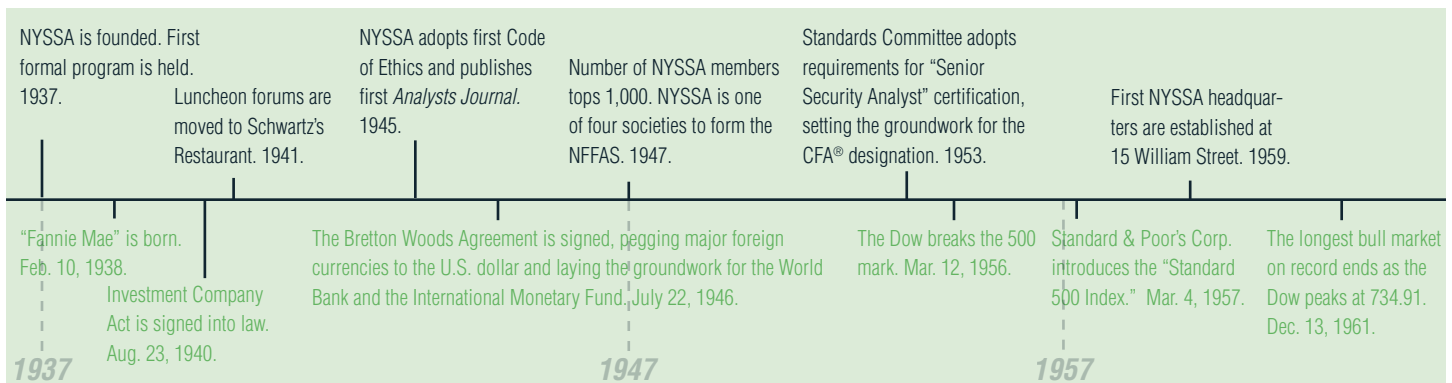 NYSSA is founded. First
formal program is held.
1937.
Luncheon forums are
moved to Schwartz's
Restaurant. 1941.
NYSSA adopts first Code
of Ethics and publishes
first Analysts Journal.
1945.
Number of NYSSA members
tops 1,000. NYSSA is one
of four societies to form the
NFFAS. 1947.
Standards Committee adopts
requirements for “Senior
Security Analyst” certification,
setting the groundwork for the
CFA® designation. 1953.
First NYSSA headquar-
ters are established at
15 William Street. 1959.
“Fannie Mae” is born.
Feb. 10, 1938.
Investment Company
Act is signed into law.
Aug. 23, 1940.
The Bretton Woods Agreement is signed, pegging major foreign
currencies to the U.S. dollar and laying the groundwork for the World
Bank and the International Monetary Fund. July 22, 1946.
The Dow breaks the 500
mark. Mar. 12, 1956.
Standard & Poor's Corp.
introduces the “Standard
500 Index.” Mar. 4, 1957.
The longest bull market
on record ends as the
Dow peaks at 734.91.
Dec. 13, 1961.
1937
1947
1957